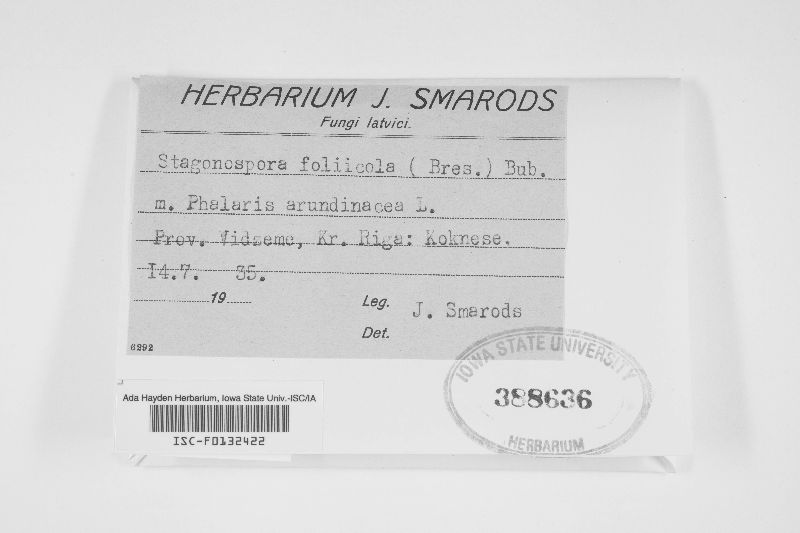 HERBARIUM J. SMARODS
Fungi latvici.
Stagonospora foliicola ( Bres.) Bub.
m. Phalaris arundinacea L.
Prov. Vidzeme, Kr. Riga: Koknese.
14.7. 35.
19
Leg. J. Smarods
Det.
6292
IOWA STATE UNIVERSITY
388636
HERBARIUM
Ada Hayden Herbarium, Iowa State Univ.-ISC/IA
ISC-F0132422